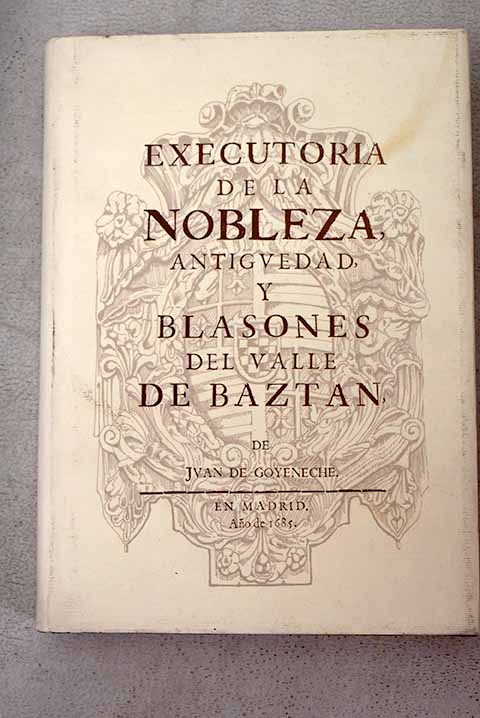 EXECUTORIA
DE LA
NOBLEZA,
ANTIGVEDAD,
Y
BLASONES
DEL VALLE
DE BAZTAN,
DE
JVAN DE GOYENECHE.
EN MADRID.
Año de 1685.